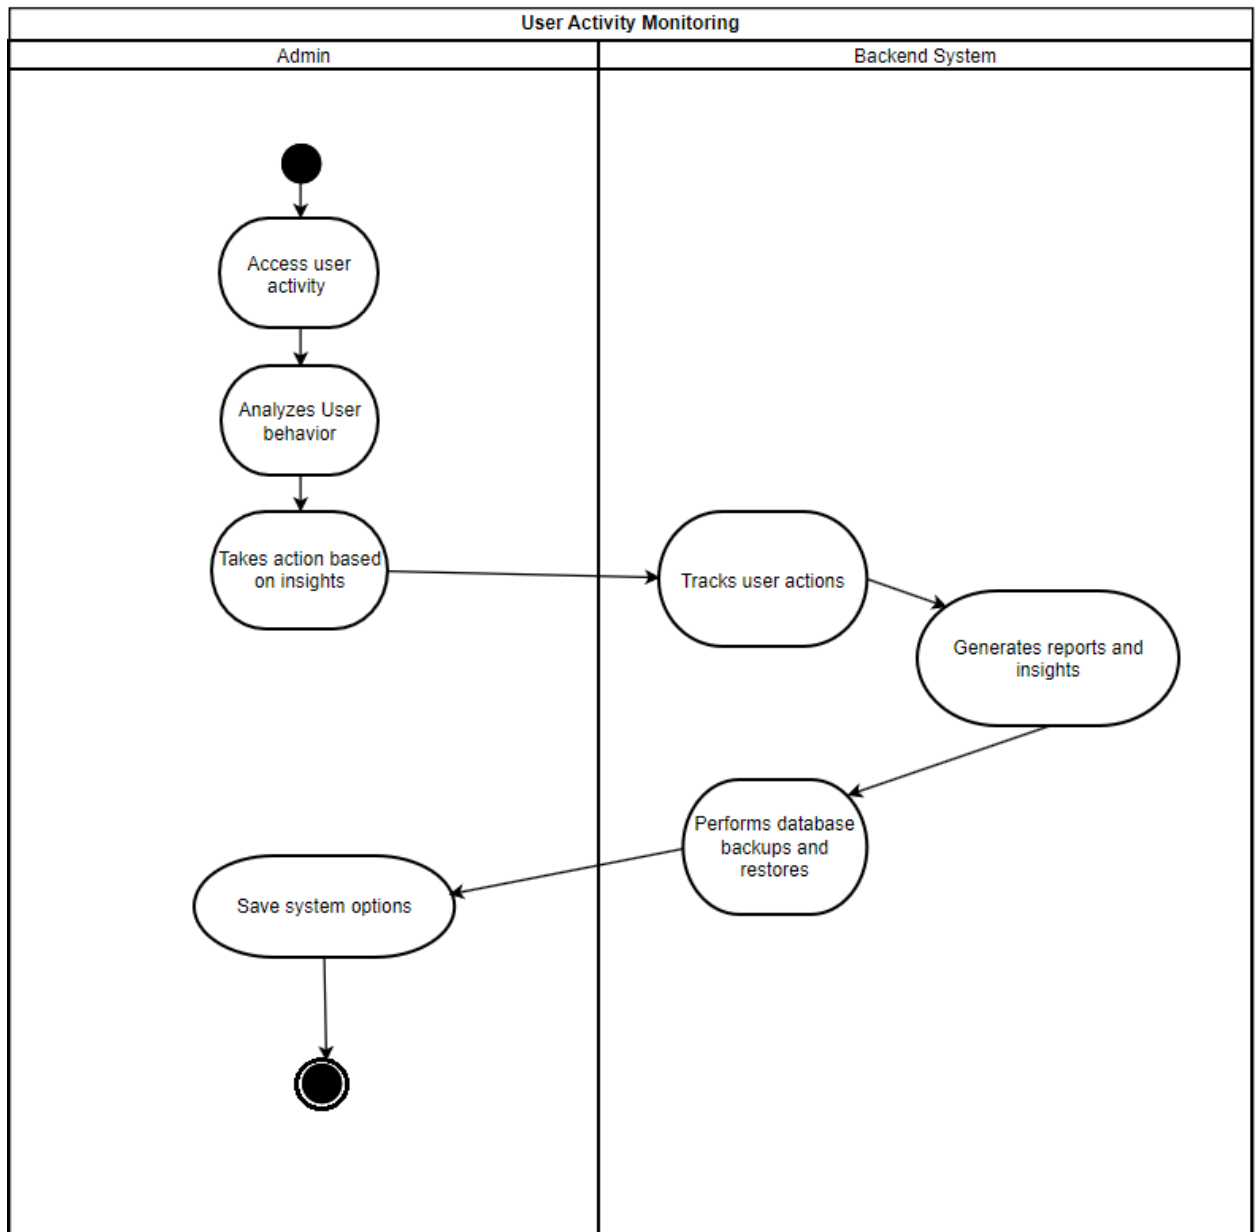 User Activity Monitoring
Admin
Backend System
Access user
activity
Analyzes User
behavior
Takes action based
on insights
Tracks user actions
Generates reports and
insights
Performs database
backups and
restores
Save system options